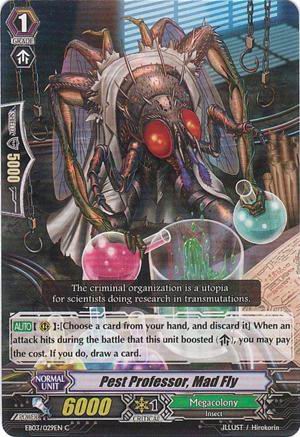 1
GRADE
SHIELD
5000
The criminal organization is a utopia
for scientists doing research in transmutations.
AUTO 1:[Choose a card from your hand, and discard it] When an
attack hits during the battle that this unit boosted, you may pay
the cost. If you do, draw a card.
NORMAL
UNIT
Pest Professor, Mad Fly
POWER
6000
1
CRITICAL
Megacolony
Insect
EB03/029EN C
ILLUST / Hirokorin